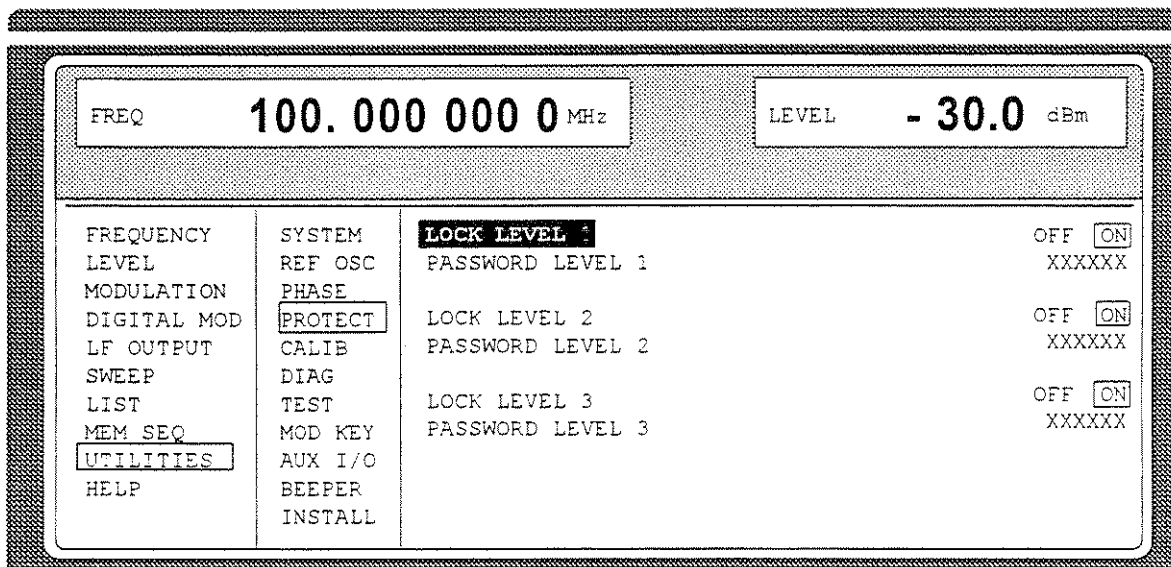 FREQ 100. 000 000 0 MHz
LEVEL - 30.0 dBm
FREQUENCY
LEVEL
MODULATION
DIGITAL MOD
LF OUTPUT
SWEEP
LIST
MEM SEQ
UTILITIES
HELP
SYSTEM
REF OSC
PHASE
PROTECT
CALIB
DIAG
TEST
MOD KEY
AUX I/O
BEEPER
INSTALL
LOCK LEVEL 1 OFF ON
PASSWORD LEVEL 1 XXXXXX
LOCK LEVEL 2 OFF ON
PASSWORD LEVEL 2 XXXXXX
LOCK LEVEL 3 OFF ON
PASSWORD LEVEL 3 XXXXXX